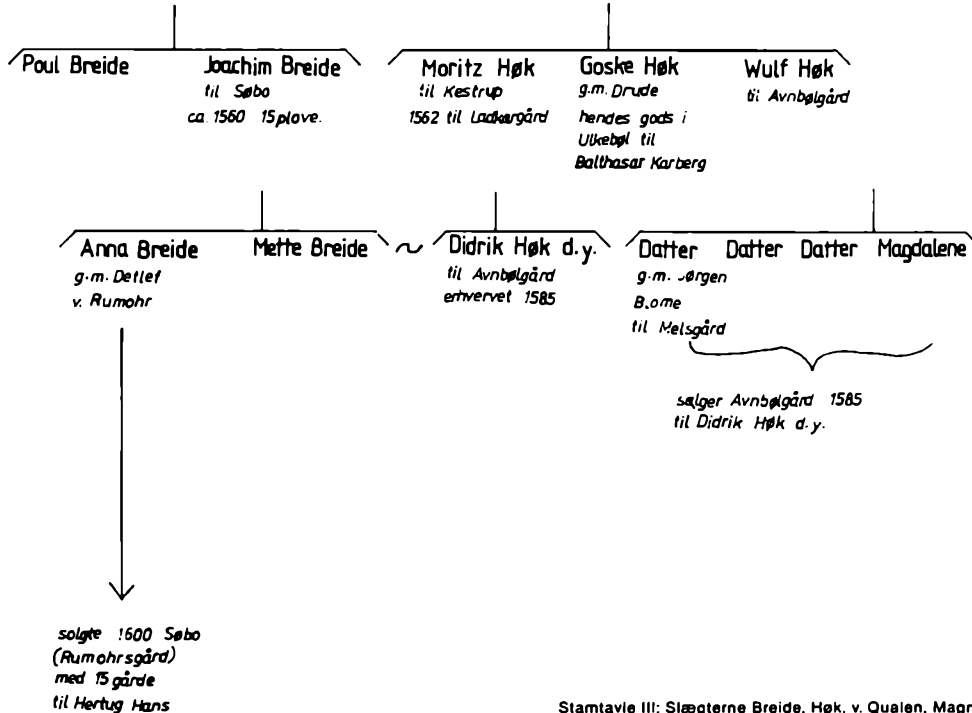 Poul Breide Joachim Breide Moritz Høk Goske Høk Wulf Høk
til Søbo
ca. 1560 15 plove.
til Kestrup
1562 til Ladkærgård
g.m. Drude
hendes gods i
Ulkebøl til
Balthasar Karberg
til Avnbølgård
Anna Breide Mette Breide ~ Didrik Høk d.y. Datter Datter Datter Magdalene
g.m. Detlef
v. Rumohr
til Avnbølgård
erhvervet 1585
g.m. Jørgen
Blome
til Melsgård
sælger Avnbølgård 1585
til Didrik Høk d.y.
solgte 1600 Søbo
(Rumohrsgård)
med 15 gårde
til Hertug Hans
Stamtavle III: Slægterne Breide, Høk, v. Qualen, Magn